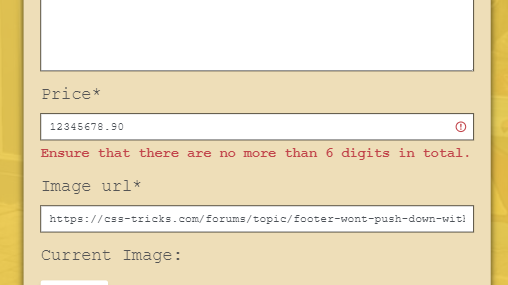 Price*
12345678.90
Ensure that there are no more than 6 digits in total.
Image url*
https://css-tricks.com/forums/topic/footer-wont-push-down-with
Current Image: